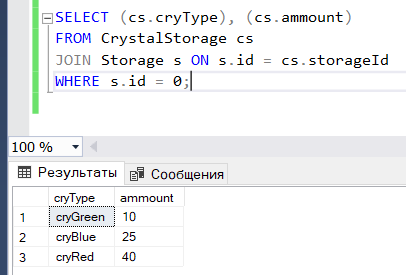 SELECT (cs.cryType), (cs.ammount)
FROM CrystalStorage cs
JOIN Storage s ON s.id = cs.storageId
WHERE s.id = 0;
100 %
Результаты Сообщения
cryType ammount
1 cryGreen 10
2 cryBlue 25
3 cryRed 40